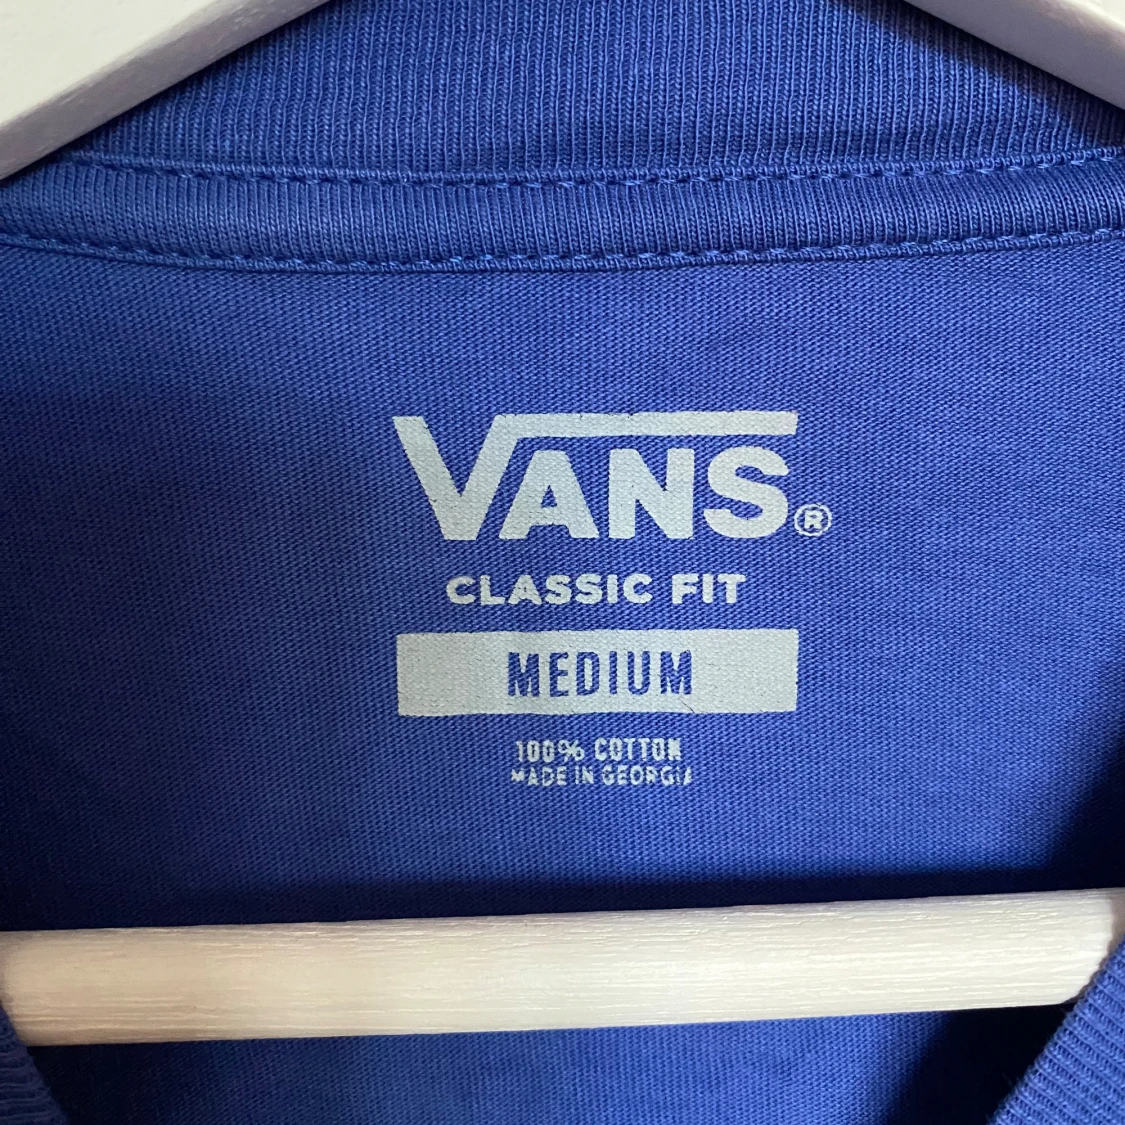 VANS®
CLASSIC FIT
MEDIUM
100% COTTON
MADE IN GEORGIA